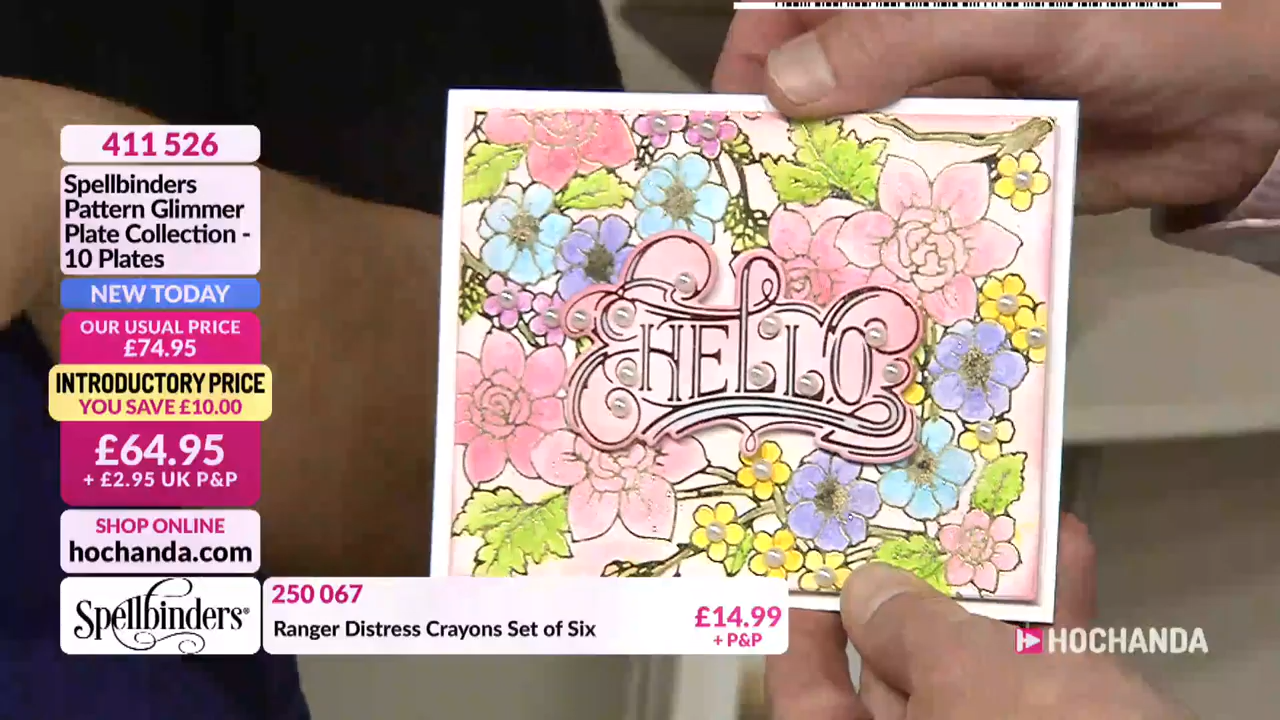 411 526
Spellbinders
Pattern Glimmer
Plate Collection -
10 Plates
NEW TODAY
OUR USUAL PRICE
£74.95
INTRODUCTORY PRICE
YOU SAVE £10.00
£64.95
+ £2.95 UK P&P
SHOP ONLINE
hochanda.com
Spellbinders®
250 067
Ranger Distress Crayons Set of Six
£14.99
+ P&P
HELLO
HOCHANDA